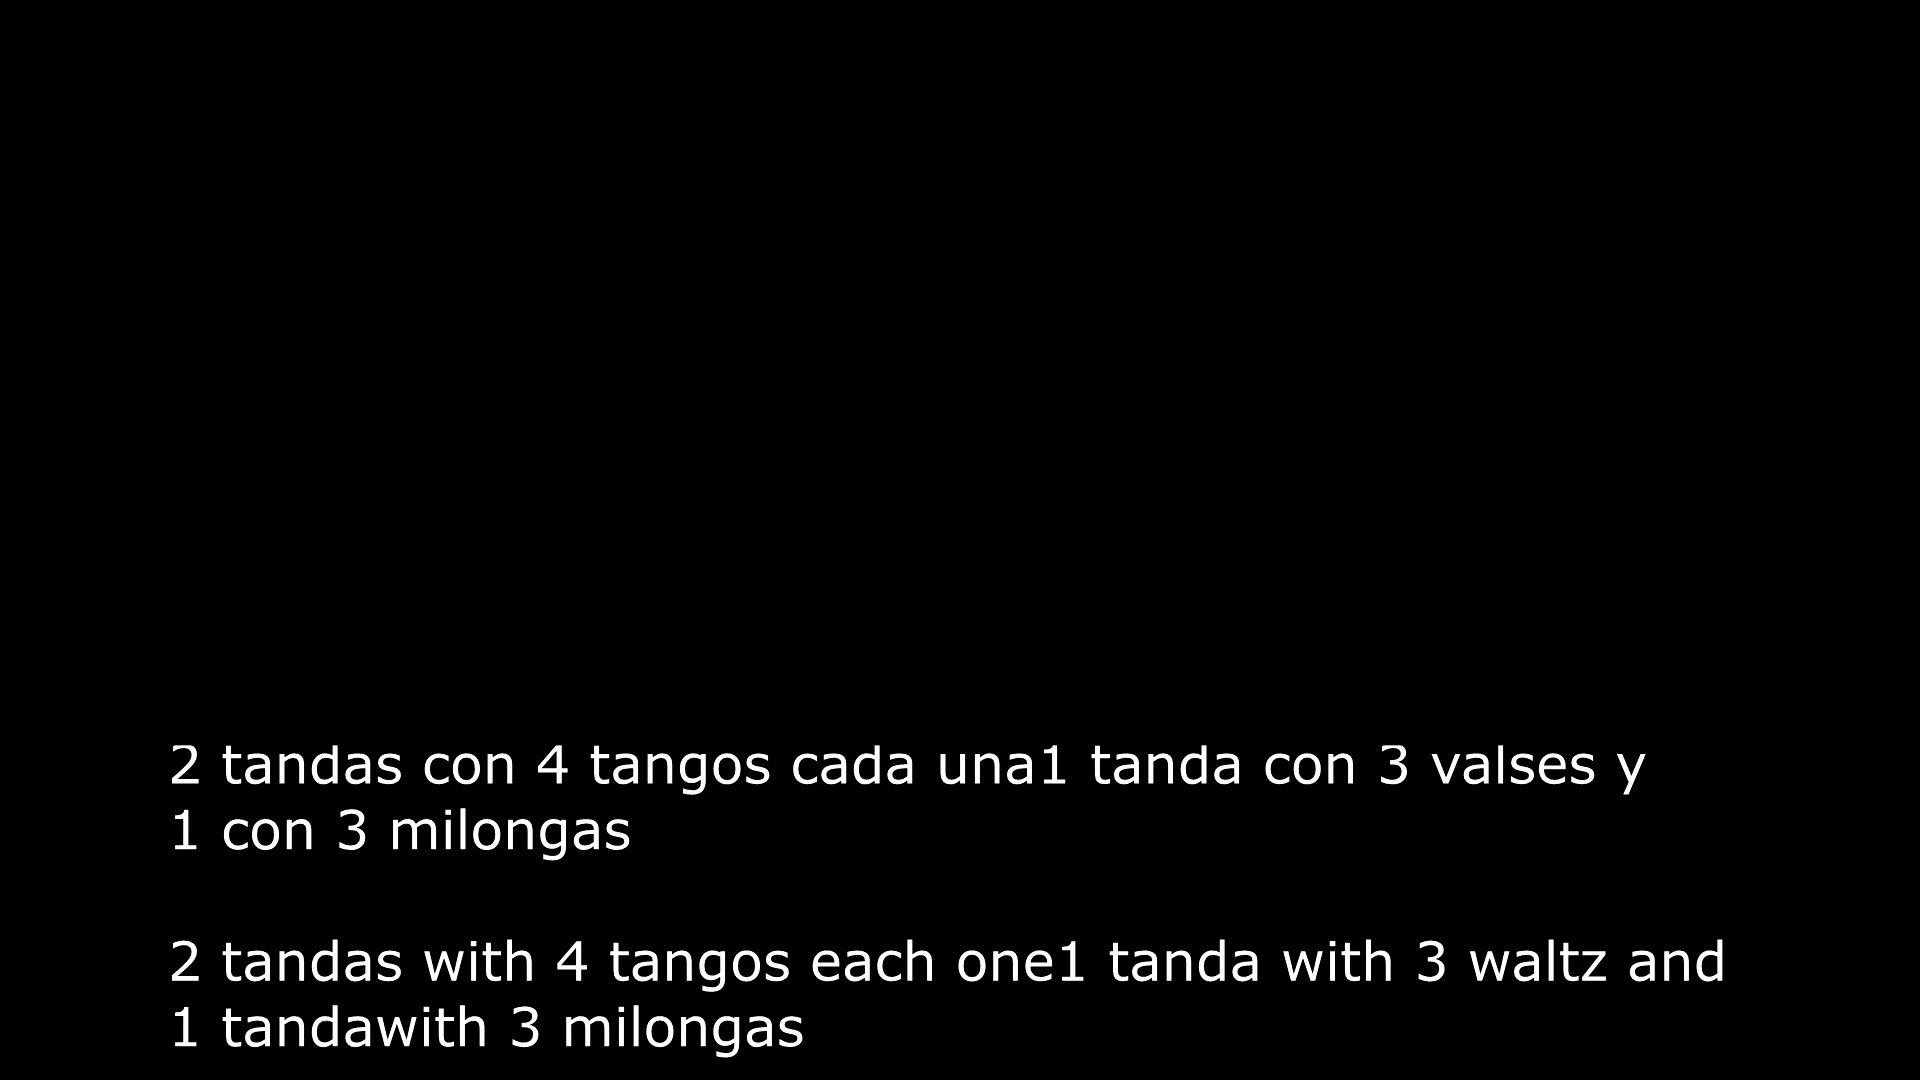 2 tandas con 4 tangos cada una1 tanda con 3 valses y
1 con 3 milongas
2 tandas with 4 tangos each one1 tanda with 3 waltz and
1 tandawith 3 milongas